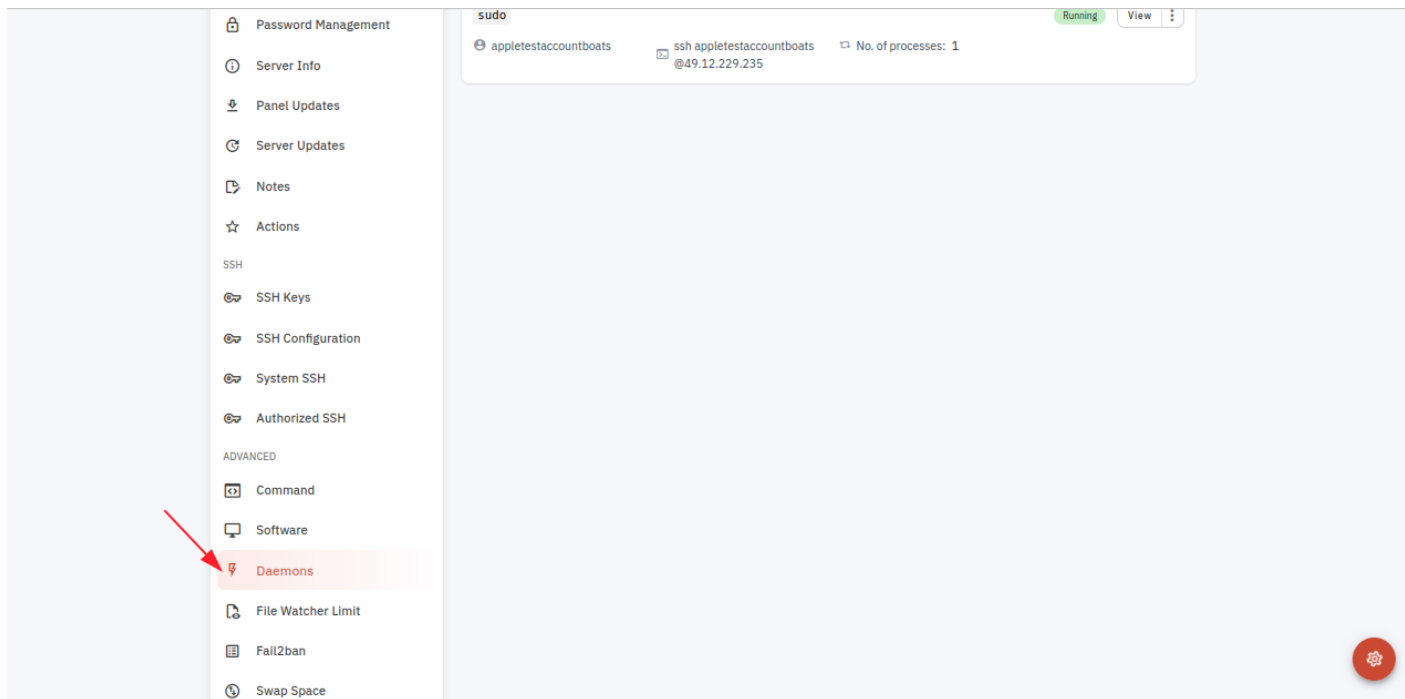 Password Management
Server Info
Panel Updates
Server Updates
Notes
Actions
SSH
SSH Keys
SSH Configuration
System SSH
Authorized SSH
ADVANCED
Command
Software
Daemons
File Watcher Limit
Fail2ban
Swap Space
sudo
Running
View
appletestaccountboats
ssh appletestaccountboats
@49.12.229.235
No. of processes: 1